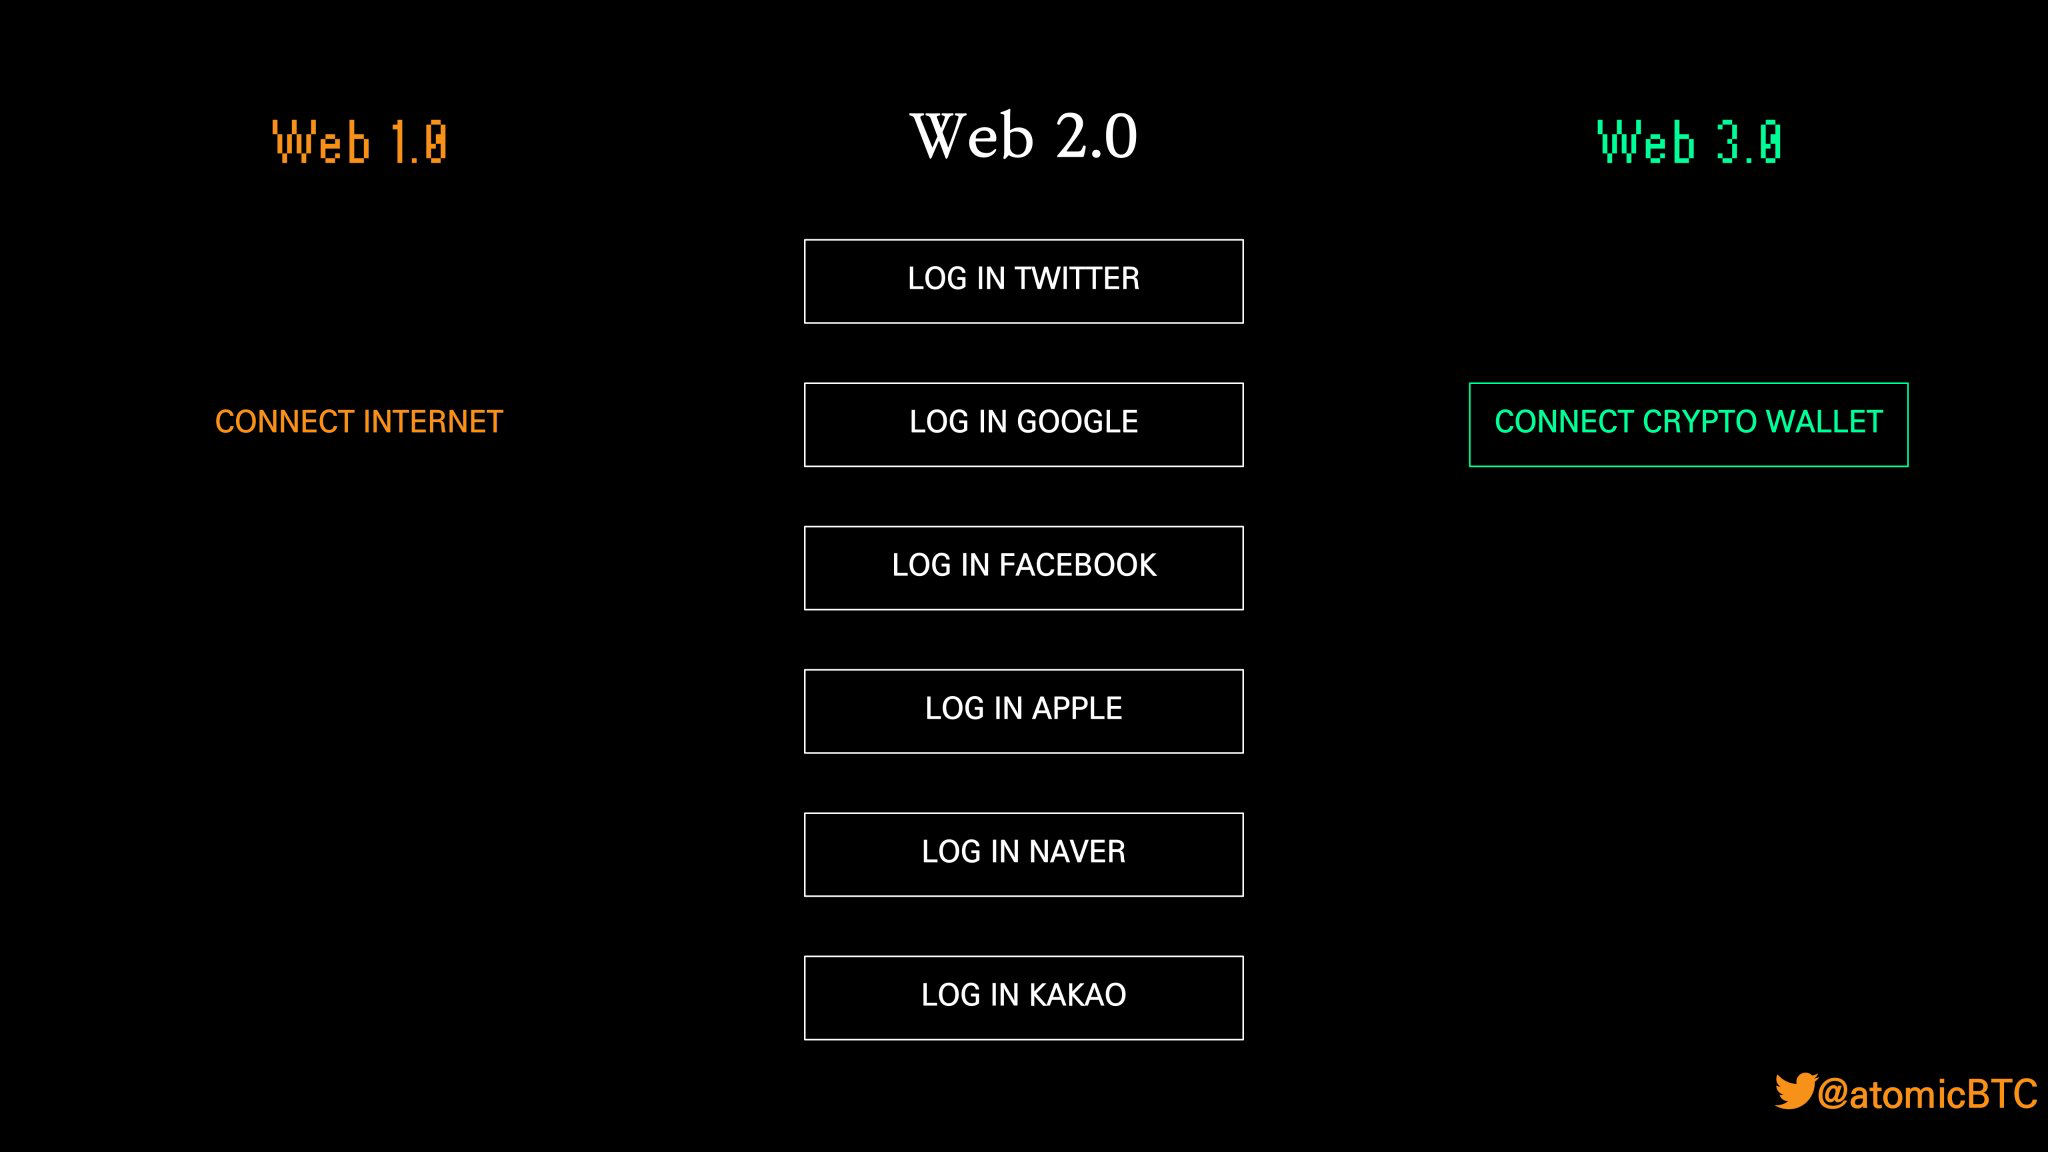 Web 1.0
CONNECT INTERNET
Web 2.0
LOG IN TWITTER
LOG IN GOOGLE
LOG IN FACEBOOK
LOG IN APPLE
LOG IN NAVER
LOG IN KAKAO
Web 3.0
CONNECT CRYPTO WALLET
@atomicBTC